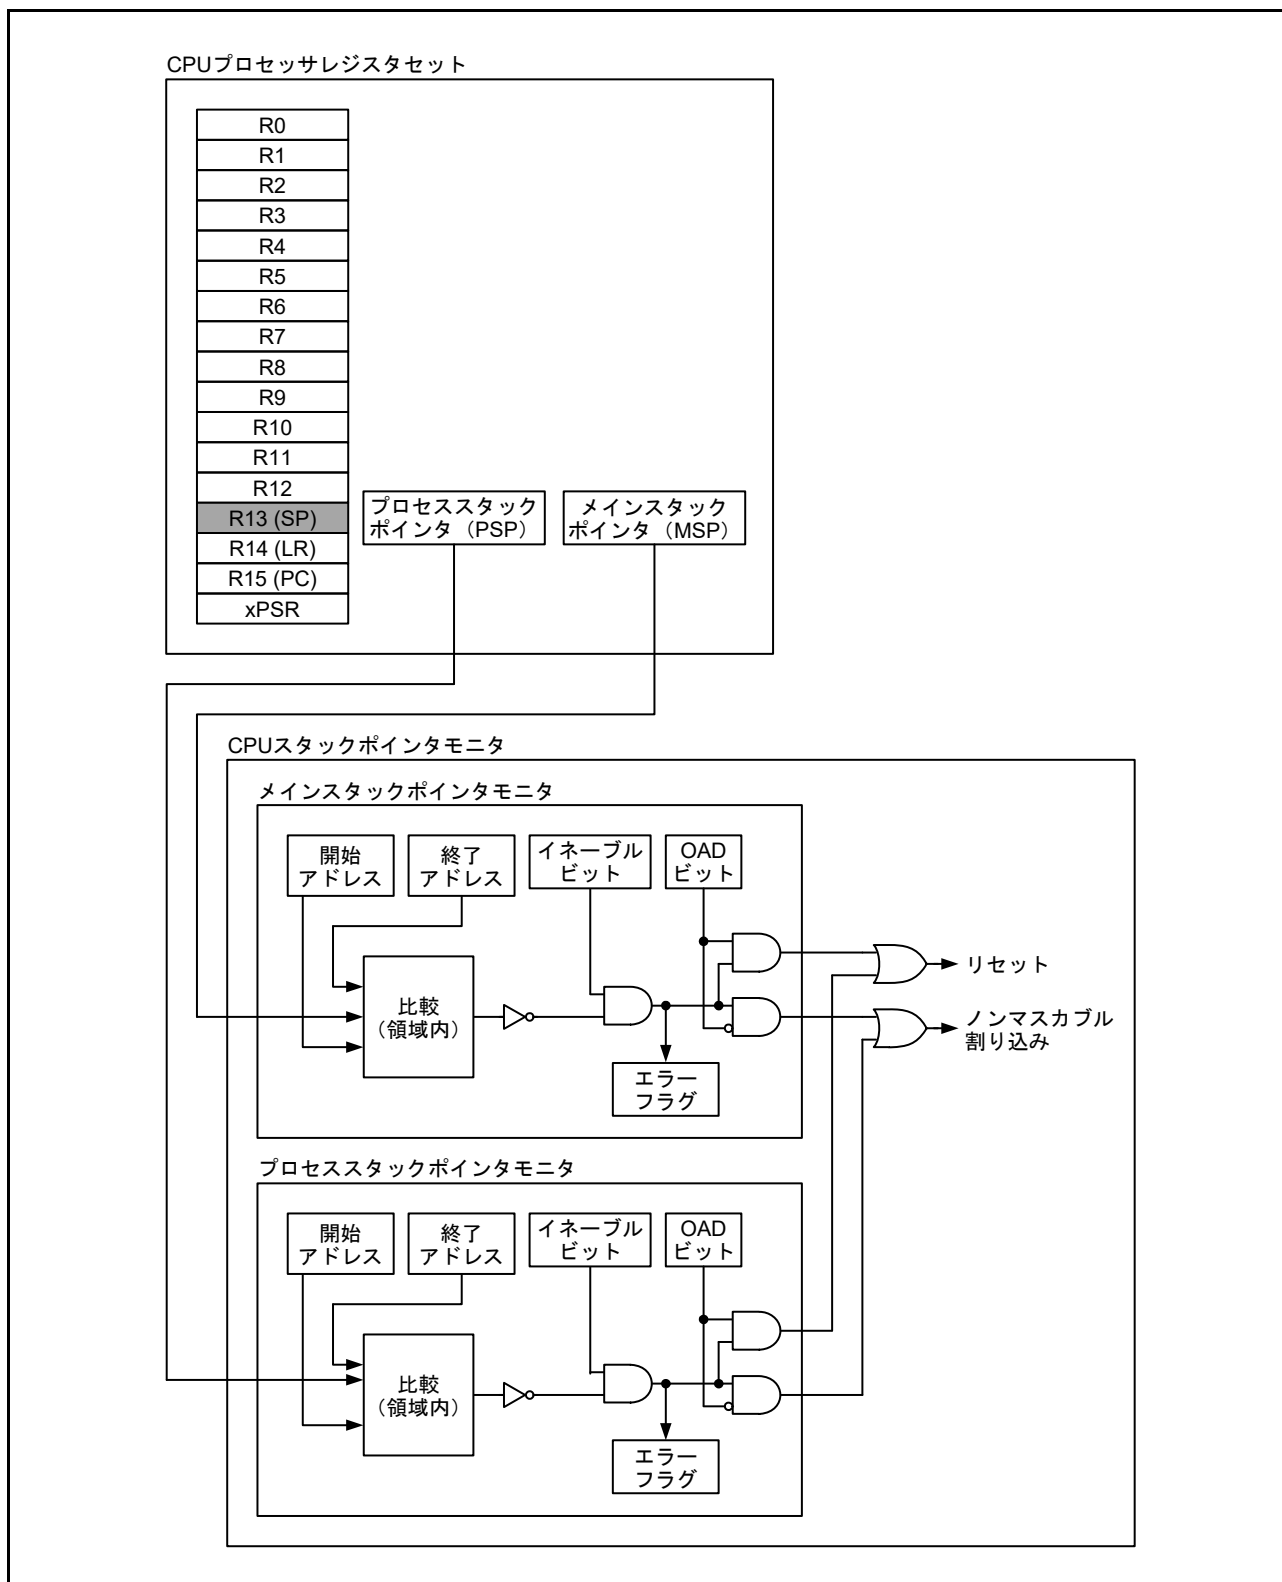 CPUプロセッサレジスタセット
R0
R1
R2
R3
R4
R5
R6
R7
R8
R9
R10
R11
R12
R13 (SP)
R14 (LR)
R15 (PC)
xPSR
プロセススタック
ポインタ（PSP）
メインスタック
ポインタ（MSP）
CPUスタックポインタモニタ
メインスタックポインタモニタ
開始
アドレス
終了
アドレス
イネーブル
ビット
OAD
ビット
比較
（領域内）
エラー
フラグ
リセット
ノンマスカブル
割り込み
プロセススタックポインタモニタ
開始
アドレス
終了
アドレス
イネーブル
ビット
OAD
ビット
比較
（領域内）
エラー
フラグ